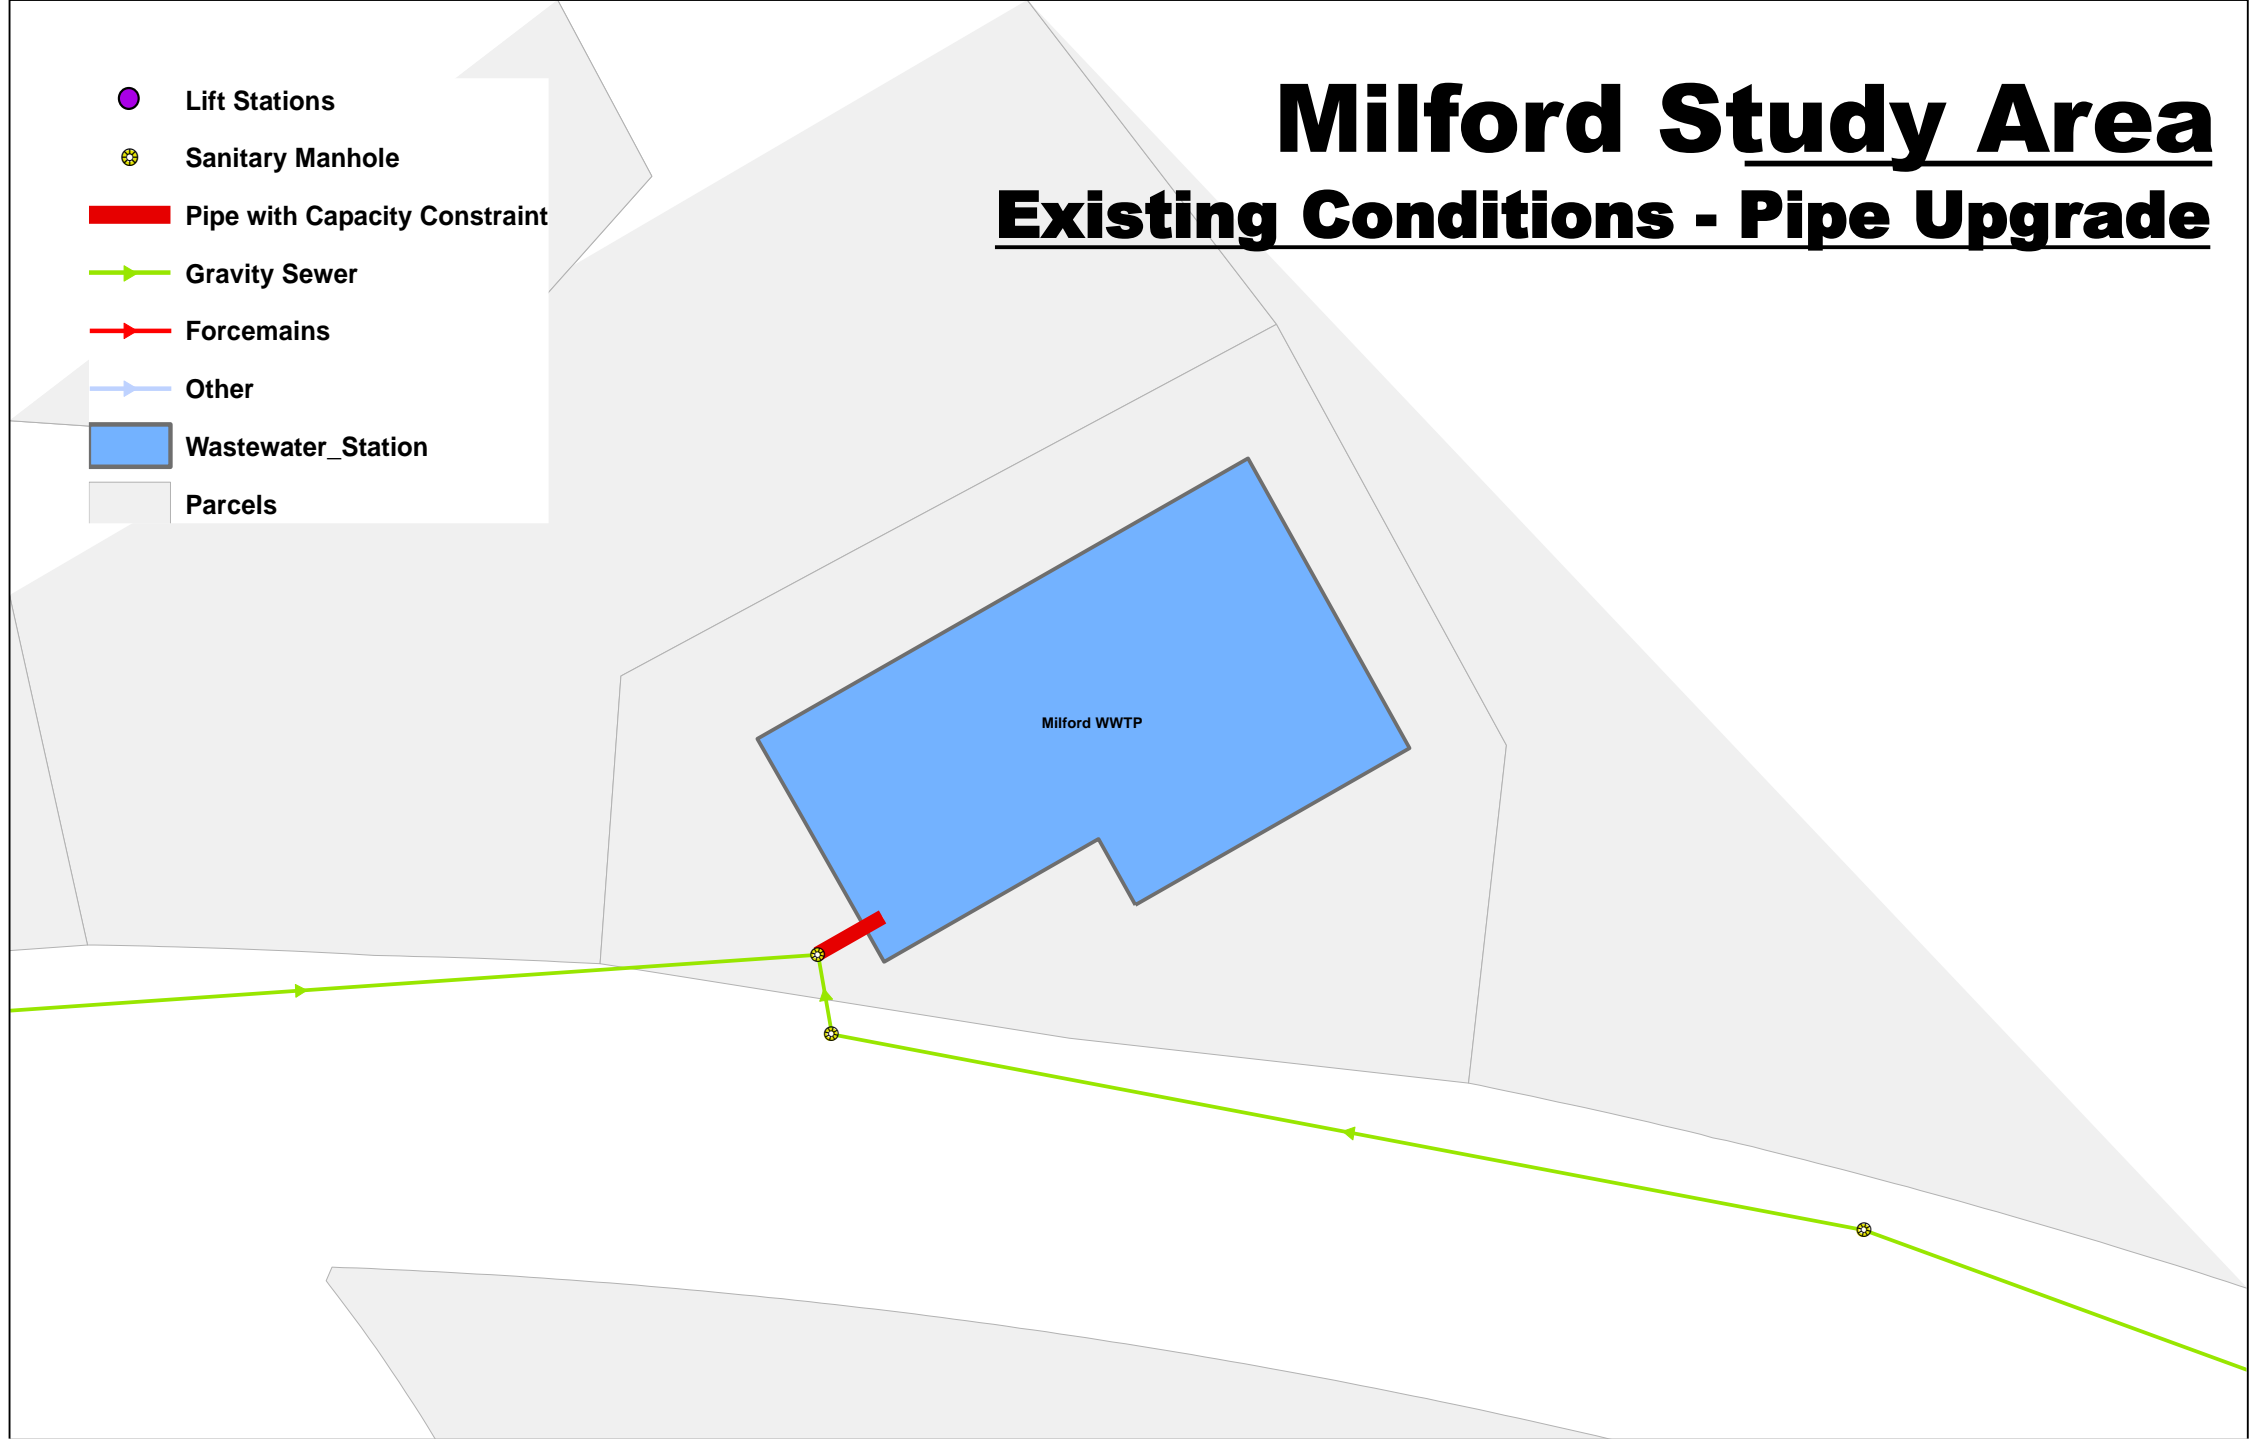 Milford Study Area
Existing Conditions - Pipe Upgrade
Lift Stations
Sanitary Manhole
Pipe with Capacity Constraint
Gravity Sewer
Forcemains
Other
Wastewater_Station
Parcels
Milford WWTP